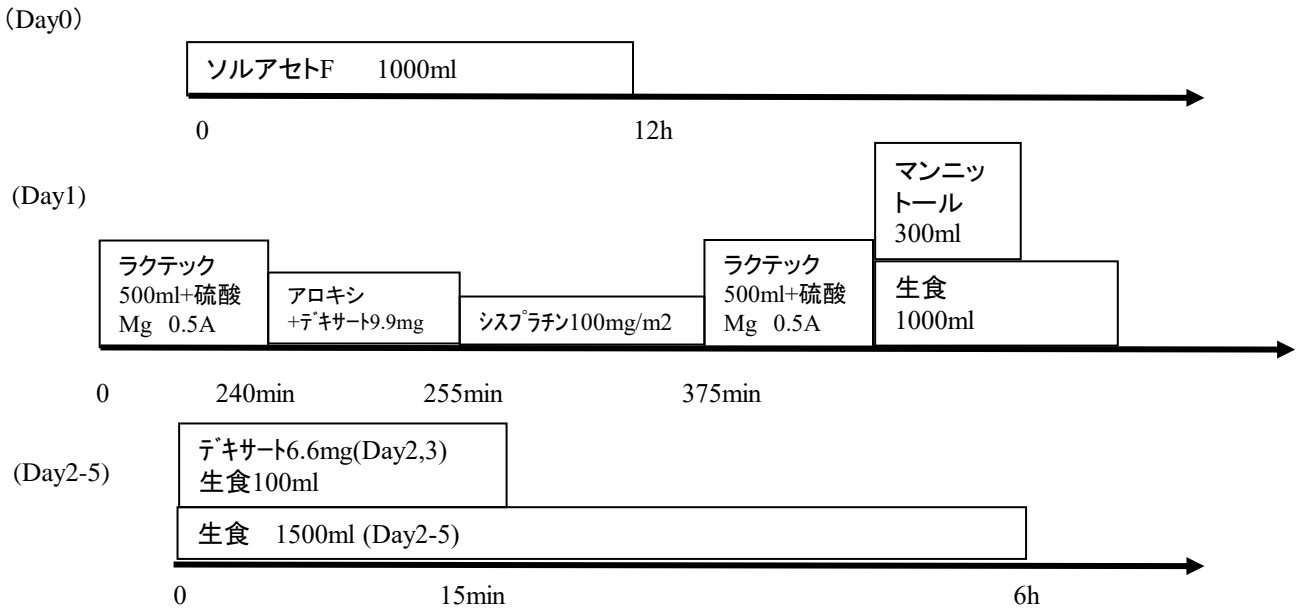 （Day0）
ソルアセトF 1000ml
0 12h
(Day1)
ラクテック
500ml+硫酸
Mg 0.5A
アロキシ
+デキサート9.9mg
シスプラチン100mg/m2
ラクテック
500ml+硫酸
Mg 0.5A
マンニッ
トール
300ml
生食
1000ml
0 240min 255min 375min
(Day2-5)
デキサート6.6mg(Day2,3)
生食100ml
生食 1500ml (Day2-5)
0 15min 6h